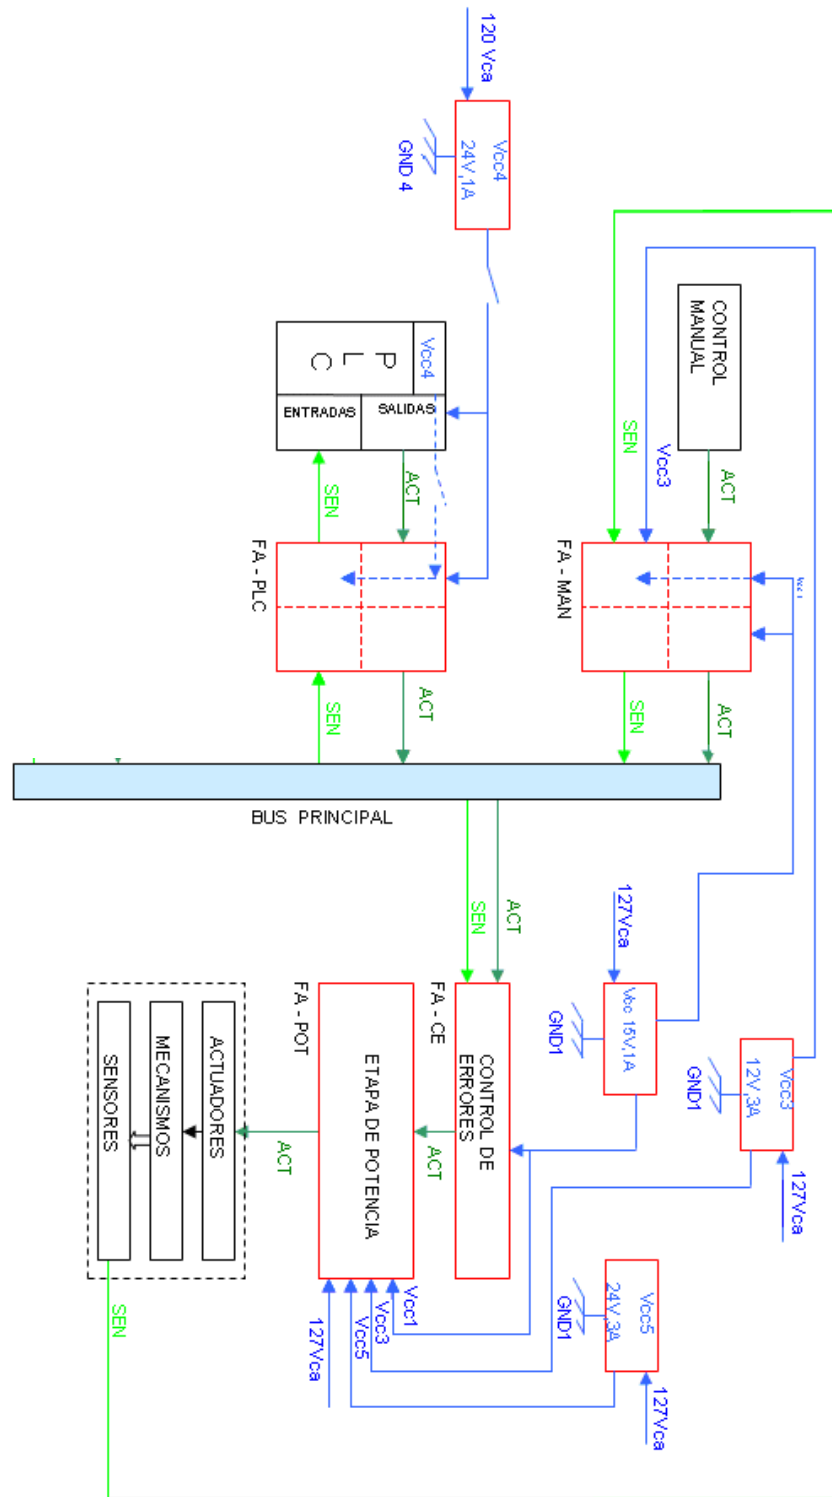 120 Vca
Vcc4
24V,1A
GND 4
CONTROL
MANUAL
PLC
Vcc4
ENTRADAS
SALIDAS
SEN
ACT
SEN
Vcc3
ACT
FA - PLC
FA - MAN
SEN
ACT
SEN
ACT
BUS PRINCIPAL
SEN
ACT
127Vca
Vcc 15V,1A
GND1
Vcc3
12V,3A
GND1
127Vca
FA - CE
CONTROL DE
ERRORES
FA - POT
ETAPA DE POTENCIA
ACT
ACT
ACTUADORES
MECANISMOS
SENSORES
SEN
Vcc1
Vcc3
Vcc5
127Vca
Vcc5
24V,3A
GND1
127Vca